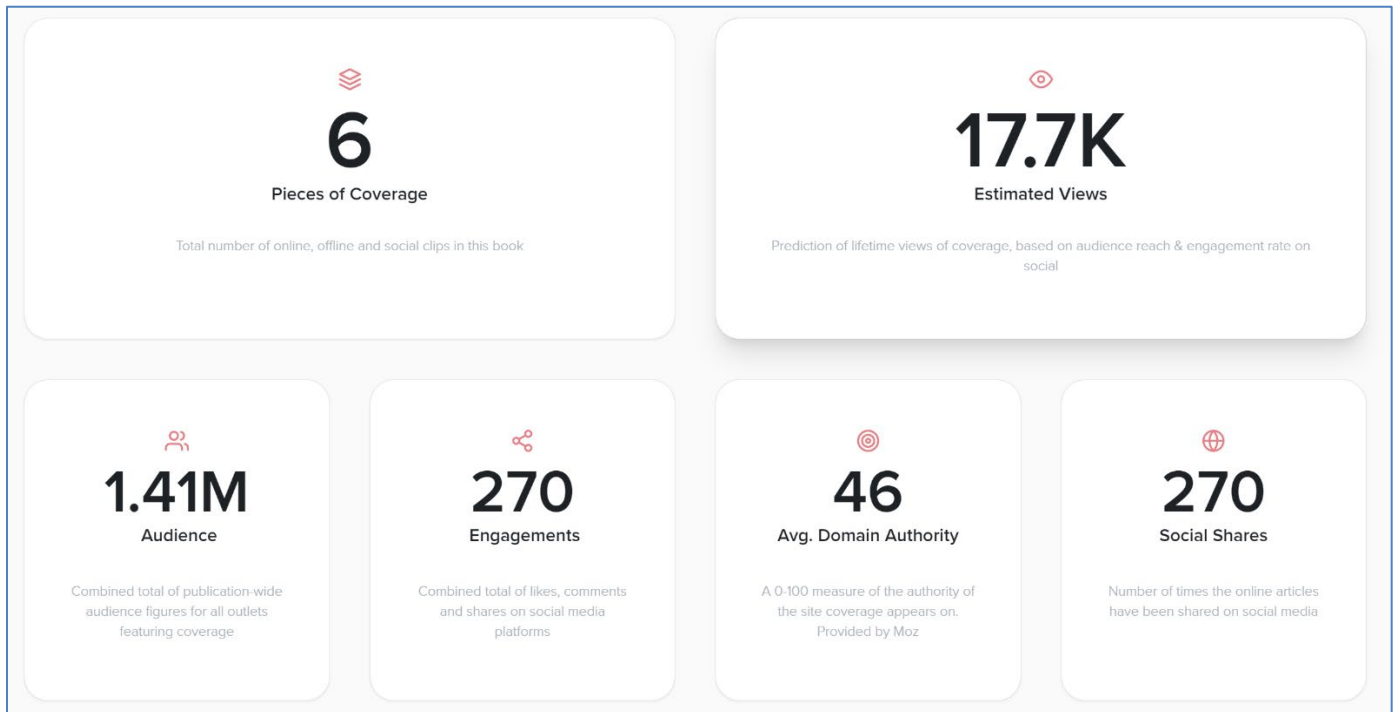 6
Pieces of Coverage
Total number of online, offline and social clips in this book
17.7K
Estimated Views
Prediction of lifetime views of coverage, based on audience reach & engagement rate on
social
1.41M
Audience
Combined total of publication-wide
audience figures for all outlets
featuring coverage
270
Engagements
Combined total of likes, comments
and shares on social media
platforms
46
Avg. Domain Authority
A 0-100 measure of the authority of
the site coverage appears on.
Provided by Moz
270
Social Shares
Number of times the online articles
have been shared on social media